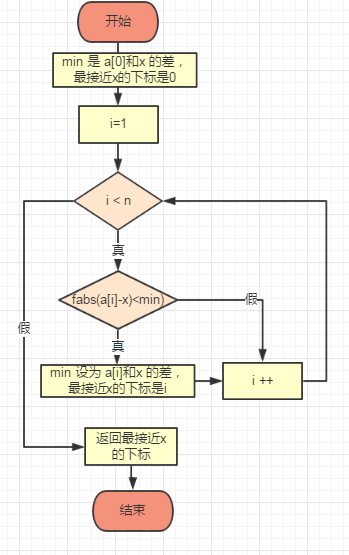 开始
min 是 a[0]和x 的差，
最接近x的下标是0
i=1
i < n
真
fabs(a[i]-x)<min)
假
假
真
min 设为 a[i]和x 的差，
最接近x的下标是i
i ++
返回最接近x
的下标
结束